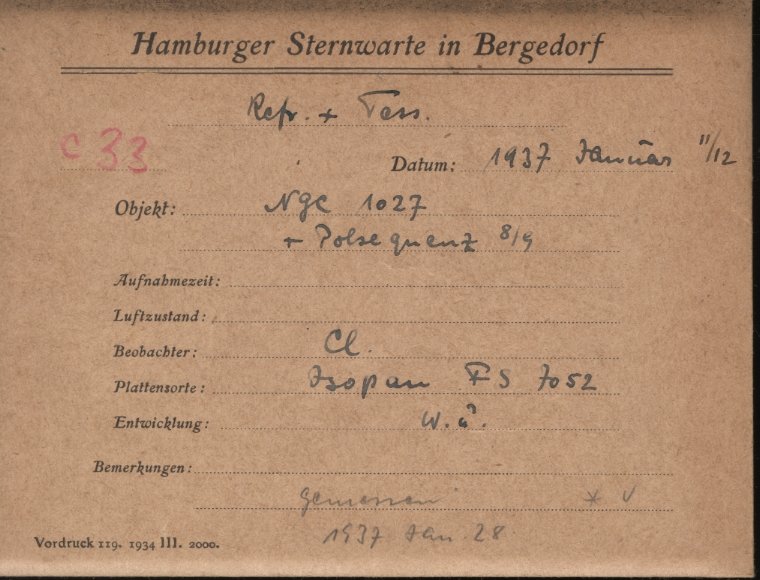 Hamburger Sternwarte in Bergedorf
Refr. + Tess.
C 33
Datum: 1937 Januar 11/12
Objekt: NGC 1027
+ Polsequenz 8/9
Aufnahmezeit:
Luftzustand:
Beobachter: Cl.
Plattensorte: Isopan FS 7052
Entwicklung: w. ü.
Bemerkungen:
gemessen * v
1937 Jan 28
Vordruck 119. 1934 III. 2000.